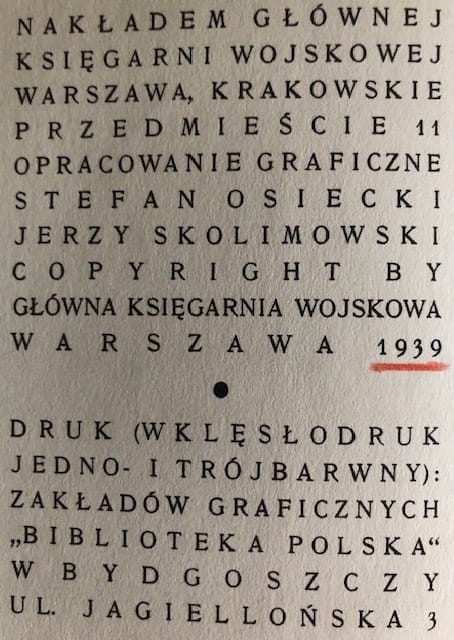 NAKŁADEM GŁÓWNEJ
KSIĘGARNI WOJSKOWEJ
WARSZAWA, KRAKOWSKIE
PRZEDMIEŚCIE 11
OPRACOWANIE GRAFICZNE
STEFAN OSIECKI
JERZY SKOLIMOWSKI
COPYRIGHT BY
GŁÓWNA KSIĘGARNIA WOJSKOWA
WARSZAWA 1939
●
DRUK (WKLĘSŁODRUK
JEDNO- I TRÓJBARWNY):
ZAKŁADÓW GRAFICZNYCH
„BIBLIOTEKA POLSKA“
W BYDGOSZCZY
UL. JAGIELLOŃSKA 3